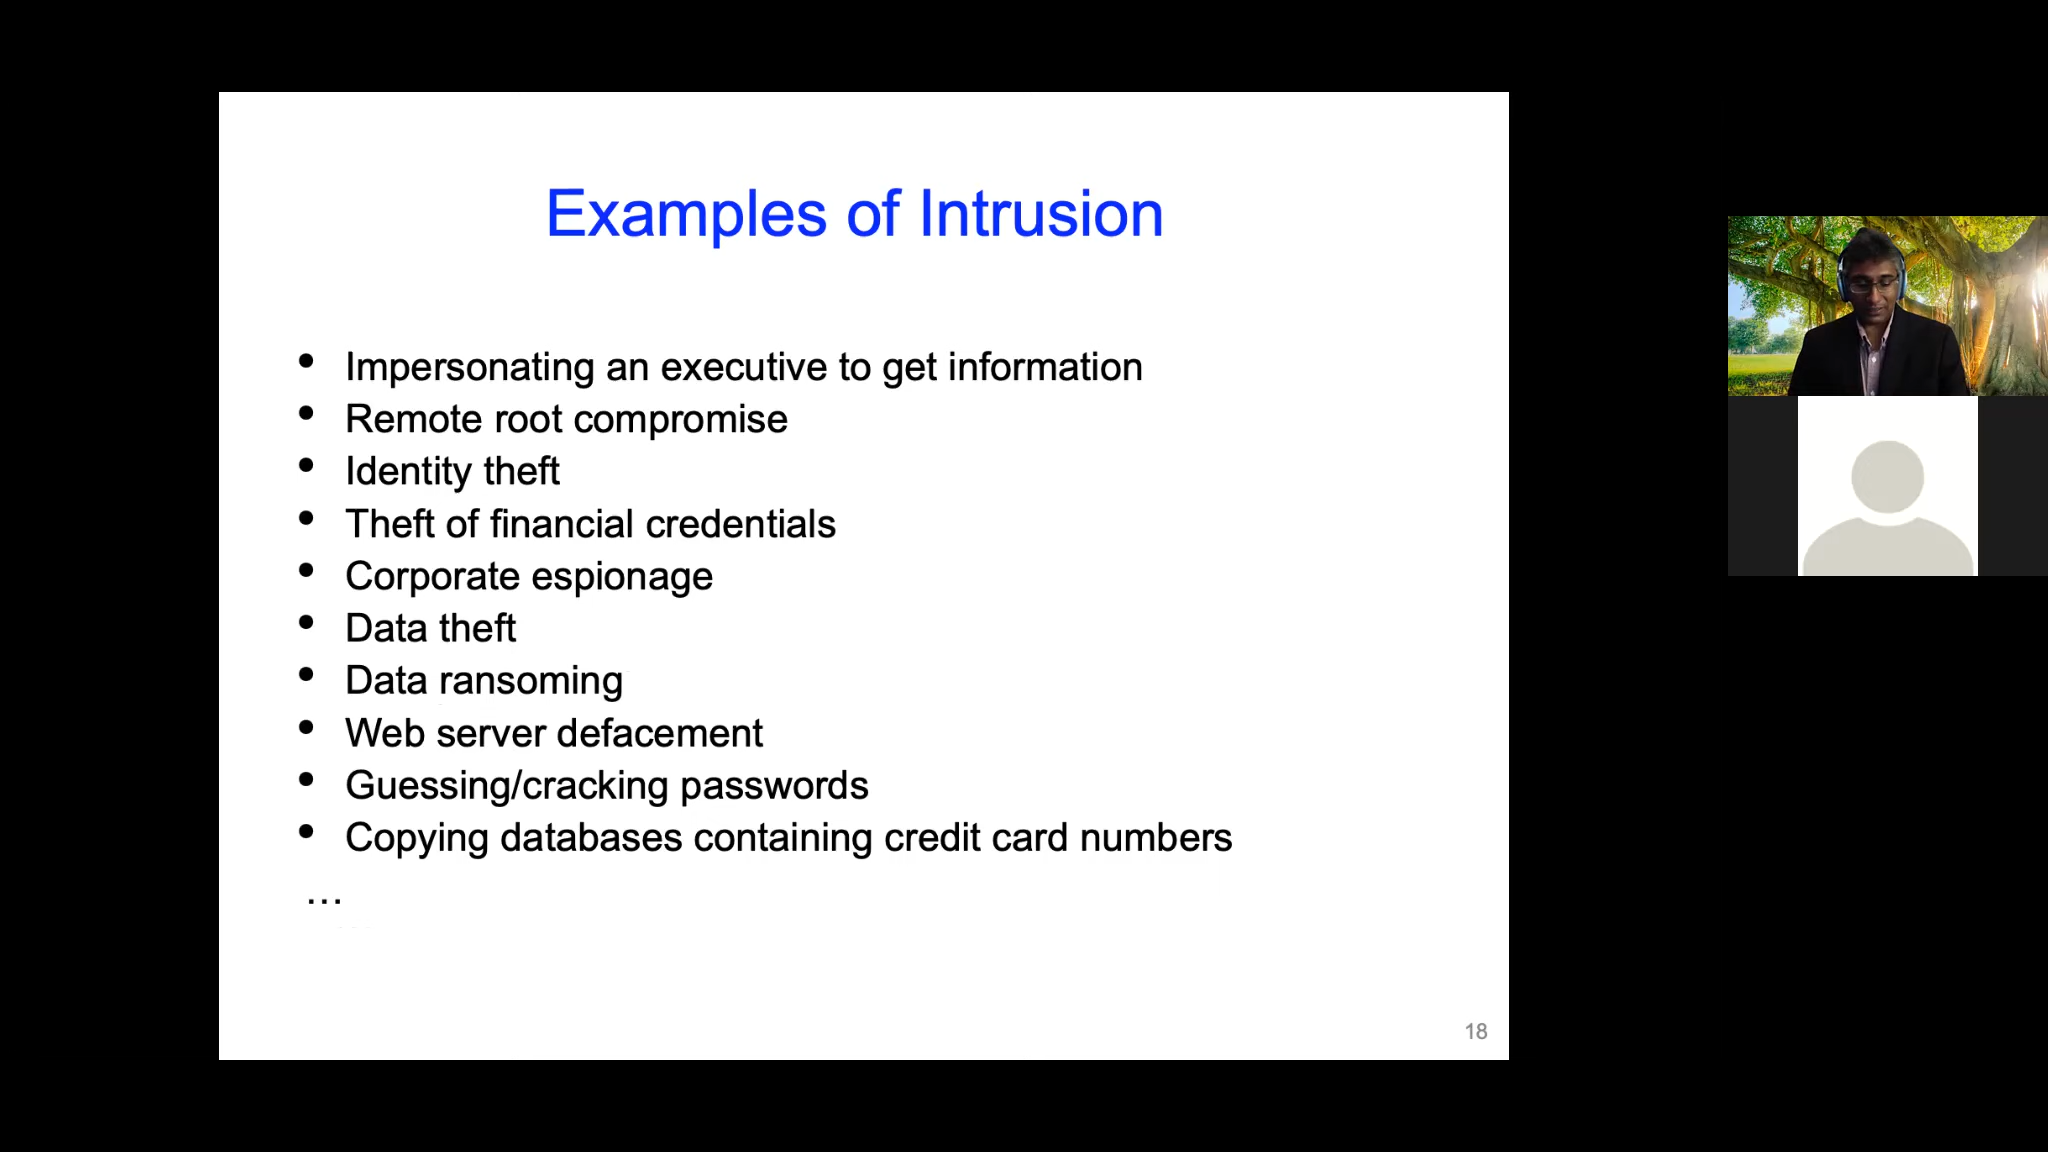 Examples of Intrusion
• Impersonating an executive to get information
• Remote root compromise
• Identity theft
• Theft of financial credentials
• Corporate espionage
• Data theft
• Data ransoming
• Web server defacement
• Guessing/cracking passwords
• Copying databases containing credit card numbers
...
18